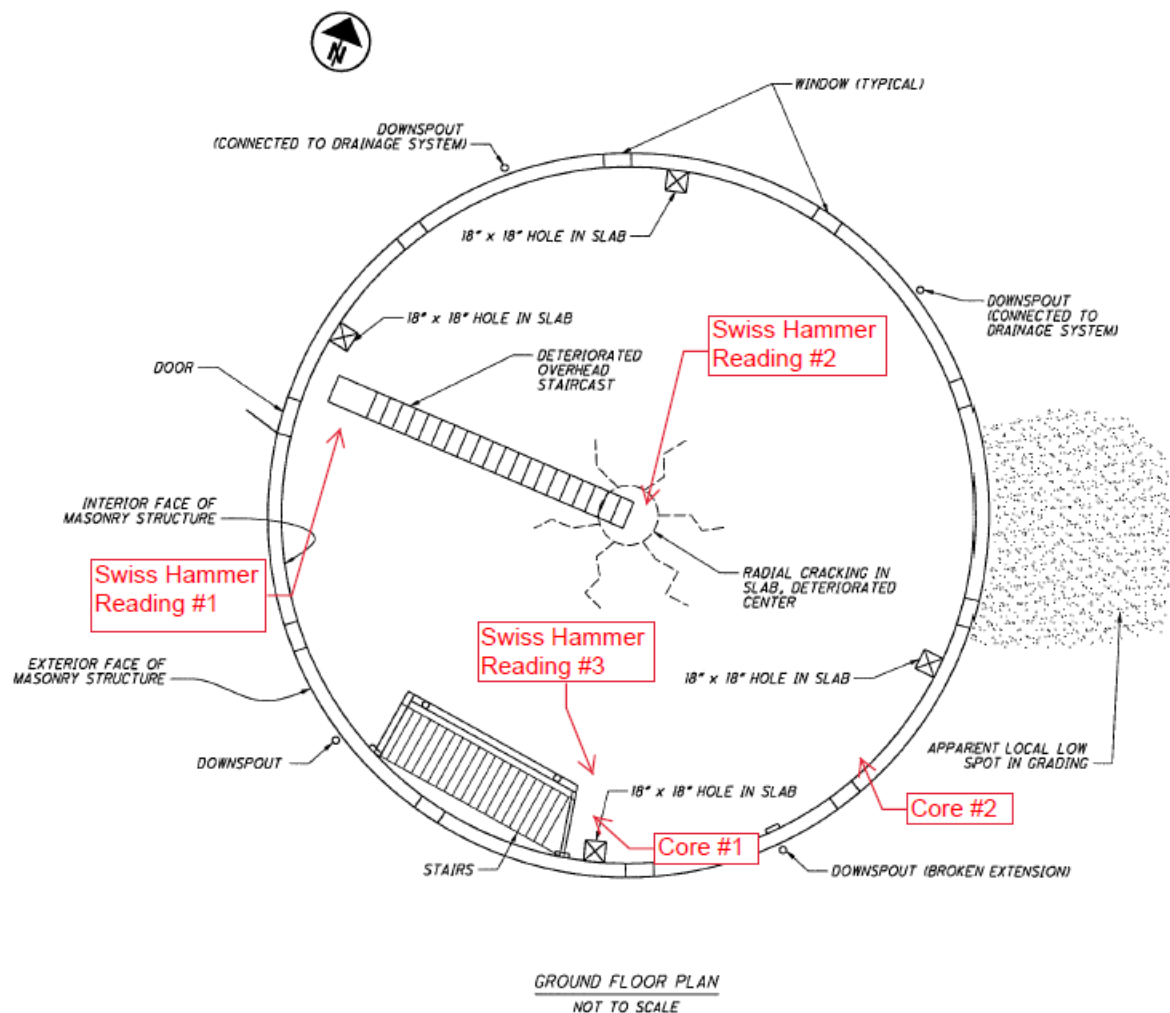 N
WINDOW (TYPICAL)
DOWNSPOUT
(CONNECTED TO DRAINAGE SYSTEM)
18" x 18" HOLE IN SLAB
DOWNSPOUT
(CONNECTED TO
DRAINAGE SYSTEM)
18" x 18" HOLE IN SLAB
Swiss Hammer
Reading #2
DETERIORATED
OVERHEAD
STAIRCAST
DOOR
INTERIOR FACE OF
MASONRY STRUCTURE
Swiss Hammer
Reading #1
RADIAL CRACKING IN
SLAB, DETERIORATED
CENTER
Swiss Hammer
Reading #3
EXTERIOR FACE OF
MASONRY STRUCTURE
18" x 18" HOLE IN SLAB
DOWNSPOUT
APPARENT LOCAL LOW
SPOT IN GRADING
18" x 18" HOLE IN SLAB
Core #2
Core #1
STAIRS
DOWNSPOUT (BROKEN EXTENSION)
GROUND FLOOR PLAN
NOT TO SCALE